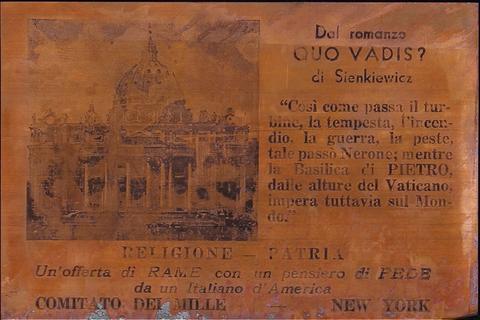 Dal romanzo
QUO VADIS?
di Sienkiewicz
"Così come passa il tur-
bine, la tempesta, l'incen-
dio, la guerra, la peste,
tale passò Nerone; mentre
la Basilica di PIETRO,
dalle alture del Vaticano,
impera tuttavia sul Mon-
do."
RELIGIONE — PATRIA
Un'offerta di RAME con un pensiero di FEDE
da un Italiano d'America
COMITATO DEI MILLE — NEW YORK